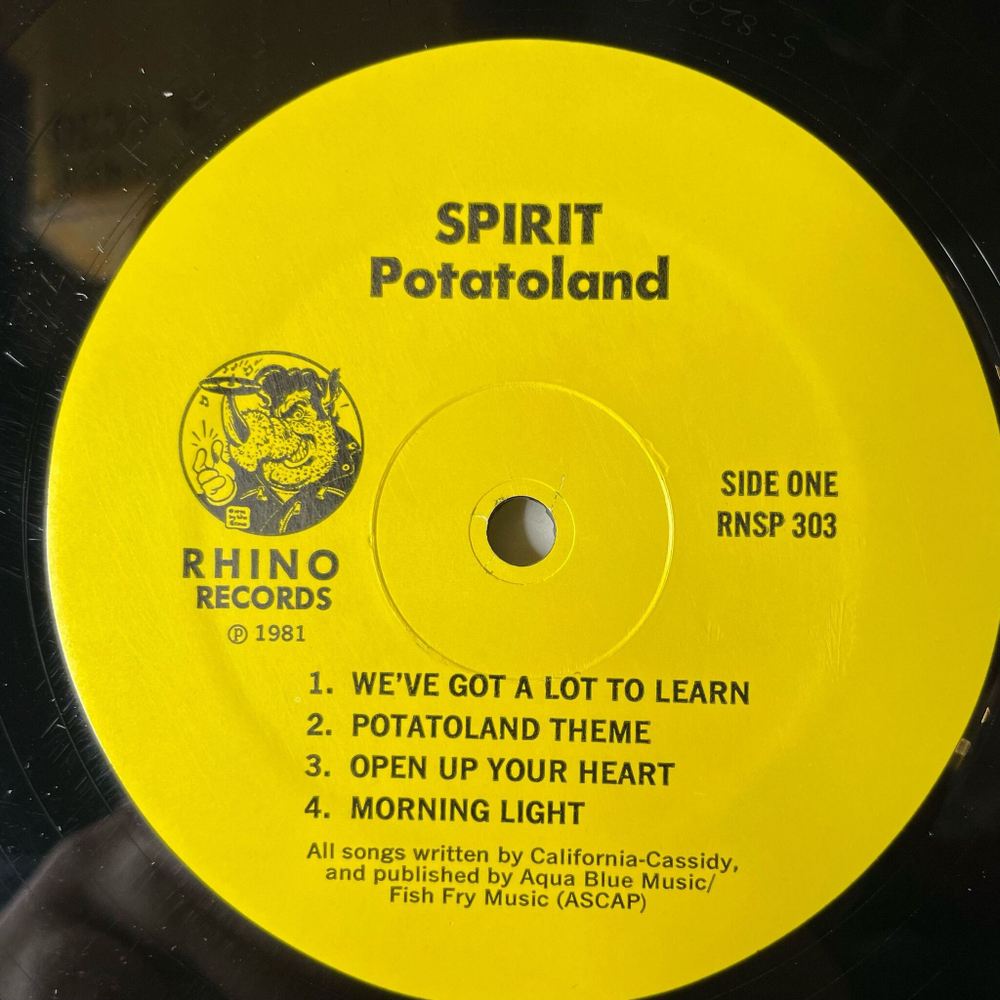 SPIRIT
Potatoland
RHINO
RECORDS
℗ 1981
SIDE ONE
RNSP 303
1. WE'VE GOT A LOT TO LEARN
2. POTATOLAND THEME
3. OPEN UP YOUR HEART
4. MORNING LIGHT
All songs written by California-Cassidy,
and published by Aqua Blue Music/
Fish Fry Music (ASCAP)